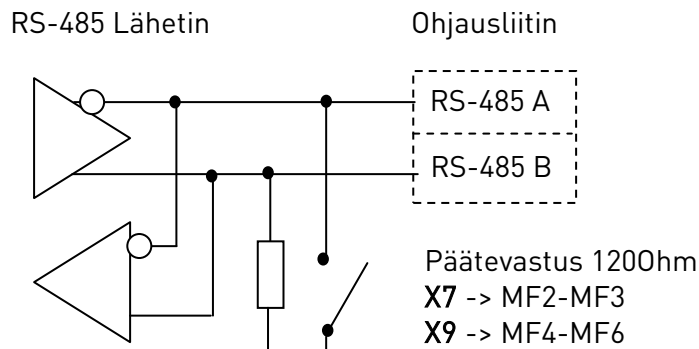 RS-485 Lähetin
Ohjausliitin
RS-485 A
RS-485 B
Päätevastus 120Ohm
X7 -> MF2-MF3
X9 -> MF4-MF6